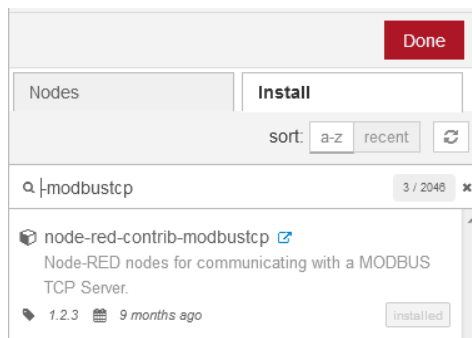 Done
Nodes Install
sort: a-z recent
-modbustcp 3 / 2046 ×
node-red-contrib-modbustcp
Node-RED nodes for communicating with a MODBUS
TCP Server.
1.2.3 9 months ago installed